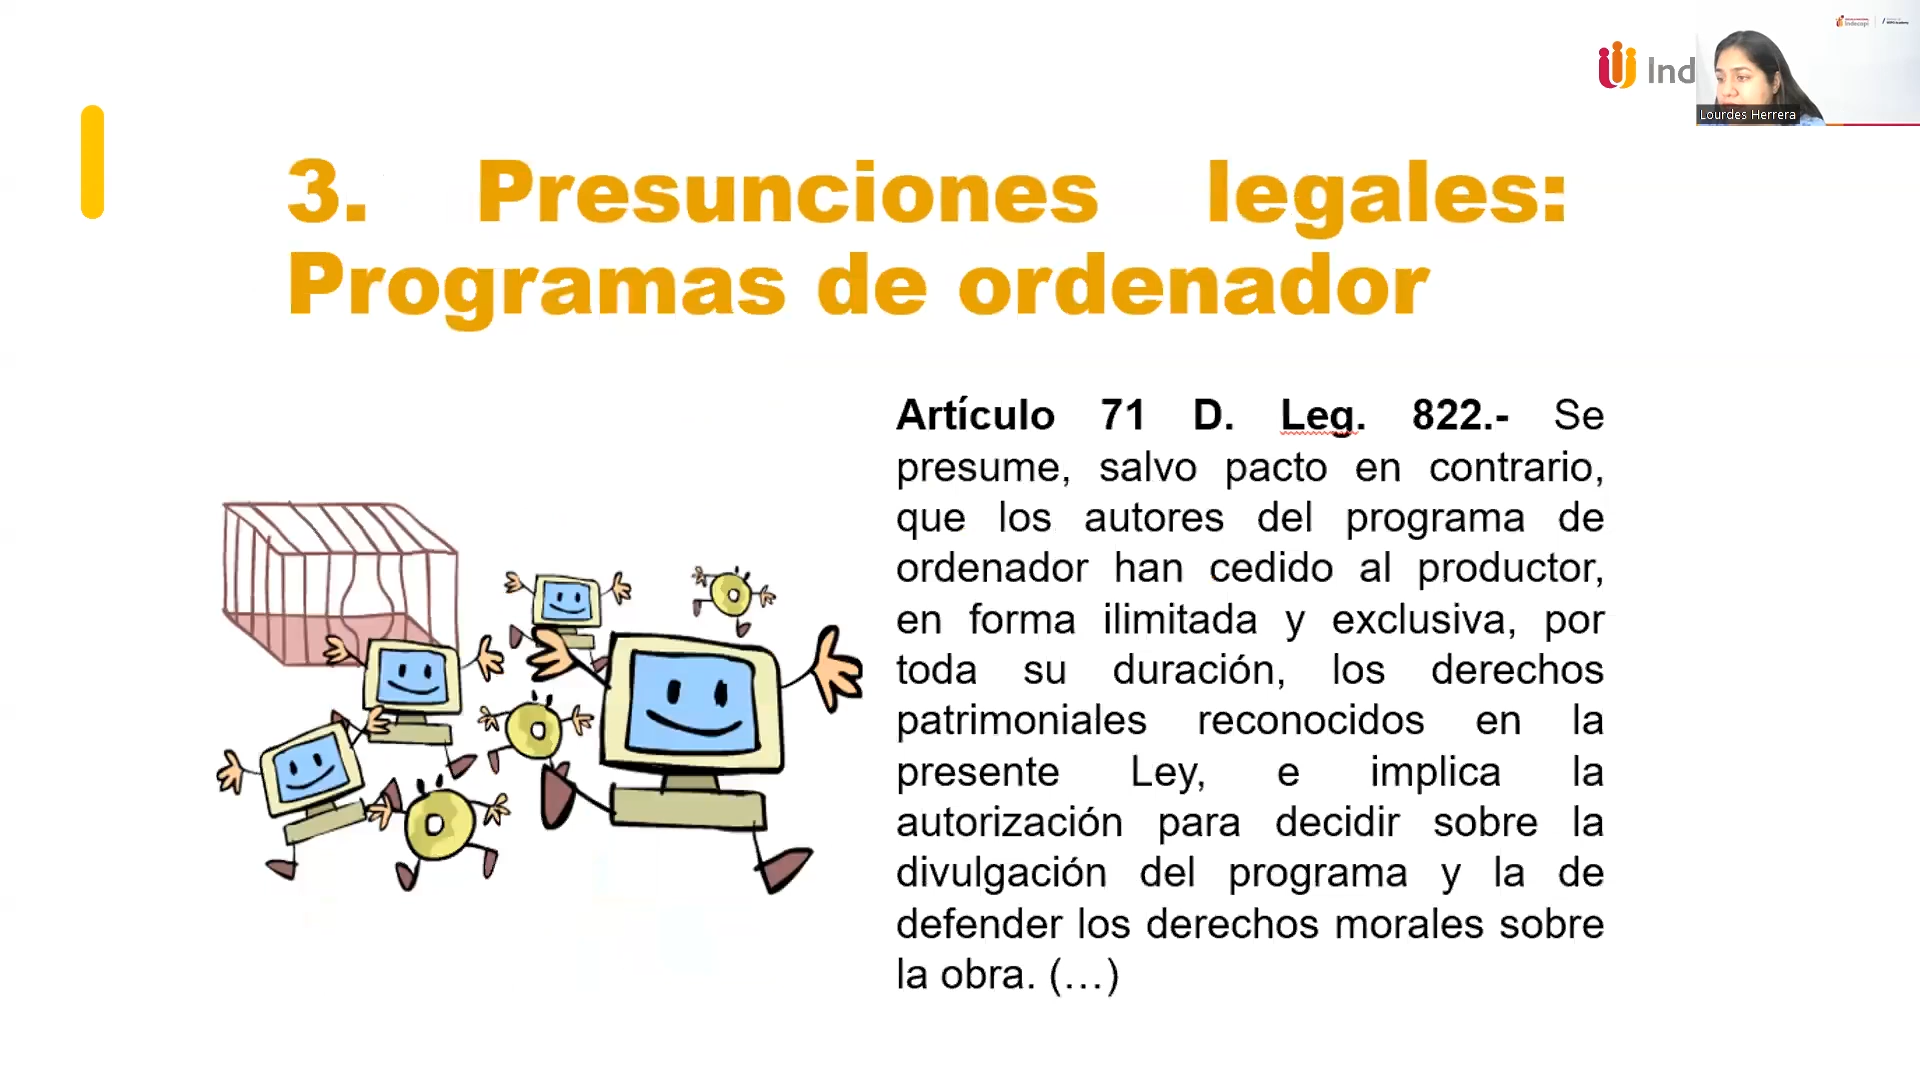 Ind
Lourdes Herrera
3. Presunciones legales:
Programas de ordenador
Artículo 71 D. Leg. 822.- Se
presume, salvo pacto en contrario,
que los autores del programa de
ordenador han cedido al productor,
en forma ilimitada y exclusiva, por
toda su duración, los derechos
patrimoniales reconocidos en la
presente Ley, e implica la
autorización para decidir sobre la
divulgación del programa y la de
defender los derechos morales sobre
la obra. (…)